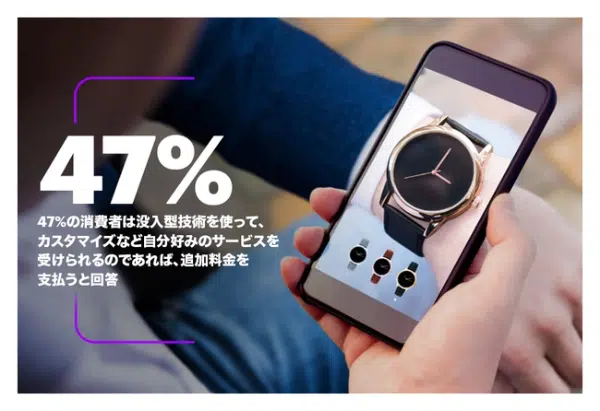 47%
47%の消費者は没入型技術を使って、
カスタマイズなど自分好みのサービスを
受けられるのであれば、追加料金を
支払うと回答